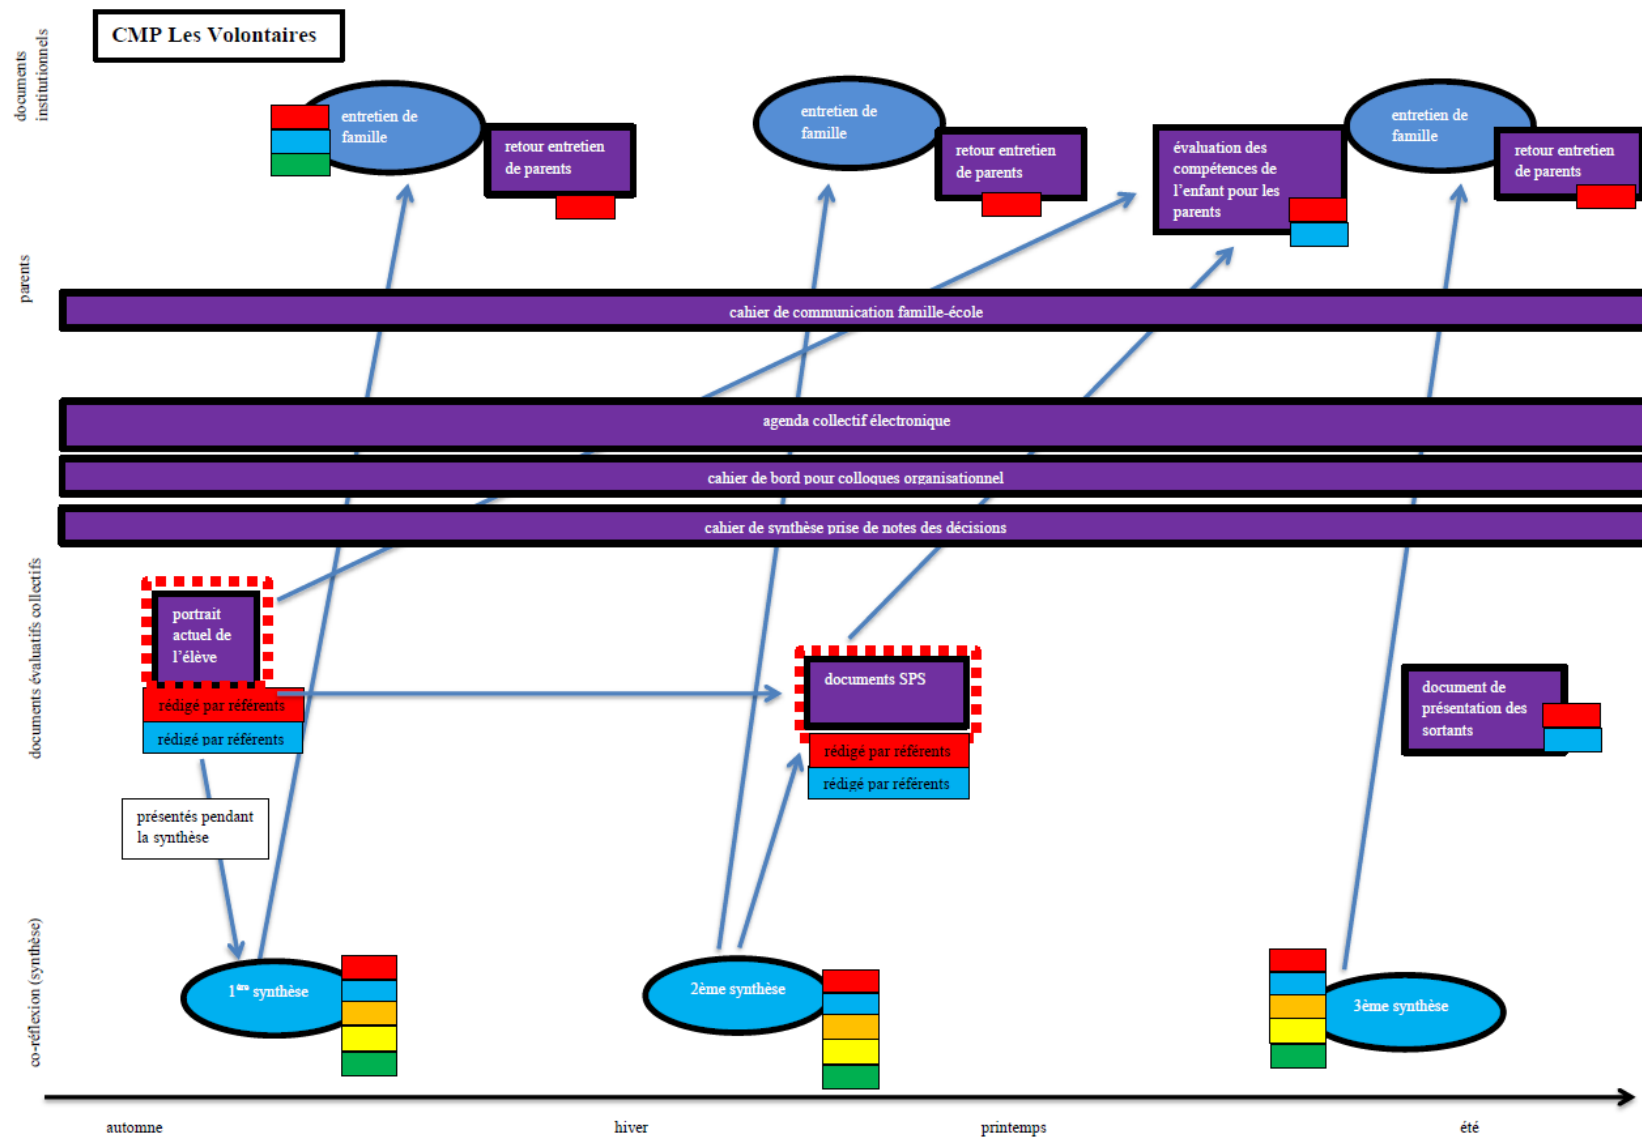 documents
institutionnels
CMP Les Volontaires
entretien de
famille
retour entretien
de parents
entretien de
famille
retour entretien
de parents
évaluation des
compétences de
l’enfant pour les
parents
entretien de
famille
retour entretien
de parents
parents
cahier de communication famille-école
agenda collectif électronique
cahier de bord pour colloques organisationnel
cahier de synthèse prise de notes des décisions
documents évaluatifs collectifs
portrait
actuel de
l’élève
rédigé par référents
rédigé par référents
documents SPS
rédigé par référents
rédigé par référents
document de
présentation des
sortants
présentés pendant
la synthèse
co-réflexion (synthèse)
1ère synthèse
2ème synthèse
3ème synthèse
automne
hiver
printemps
été